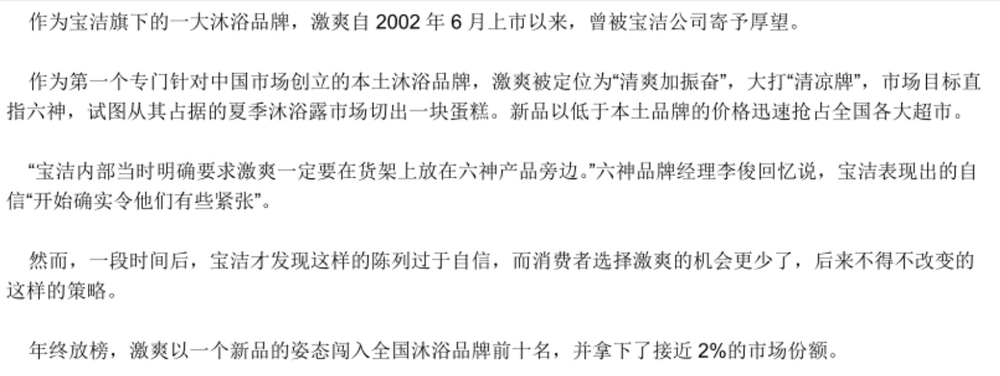 作为宝洁旗下的一大沐浴品牌，激爽自 2002 年 6 月上市以来，曾被宝洁公司寄予厚望。
作为第一个专门针对中国市场创立的本土沐浴品牌，激爽被定位为“清爽加振奋”，大打“清凉牌”，市场目标直
指六神，试图从其占据的夏季沐浴露市场切出一块蛋糕。新品以低于本土品牌的价格迅速抢占全国各大超市。
“宝洁内部当时明确要求激爽一定要在货架上放在六神产品旁边。”六神品牌经理李俊回忆说，宝洁表现出的自
信“开始确实令他们有些紧张”。
然而，一段时间后，宝洁才发现这样的陈列过于自信，而消费者选择激爽的机会更少了，后来不得不改变的
这样的策略。
年终放榜，激爽以一个新品的姿态闯入全国沐浴品牌前十名，并拿下了接近 2%的市场份额。